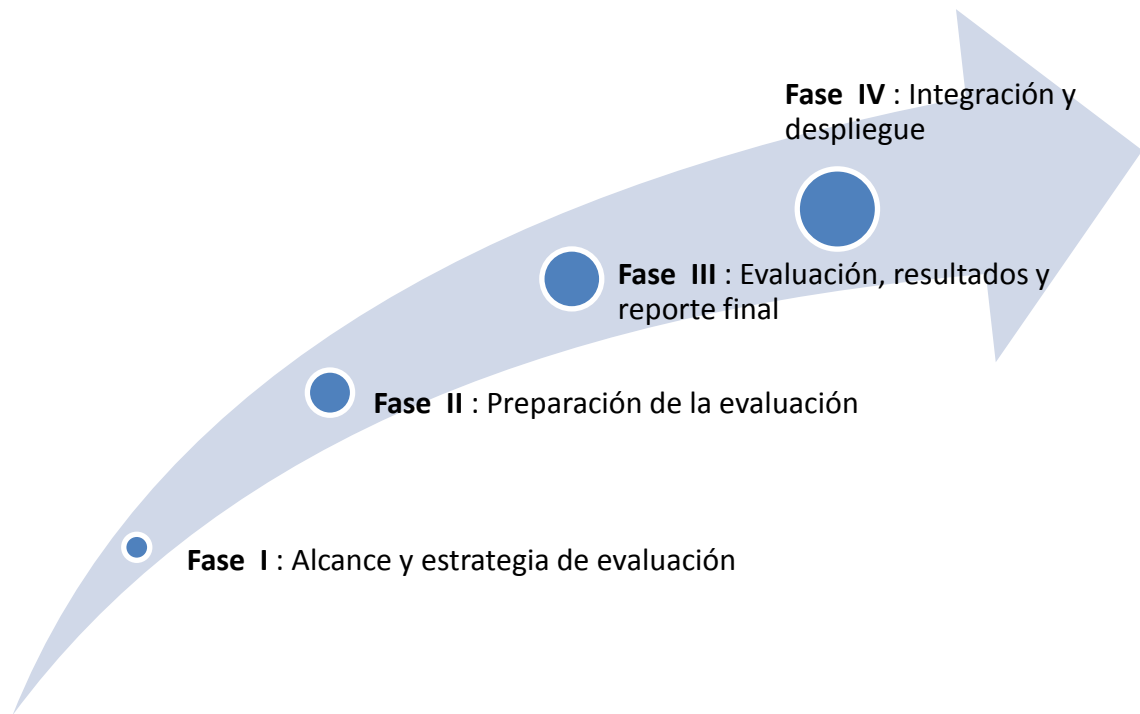 Fase IV : Integración y
despliegue
Fase III : Evaluación, resultados y
reporte final
Fase II : Preparación de la evaluación
Fase I : Alcance y estrategia de evaluación